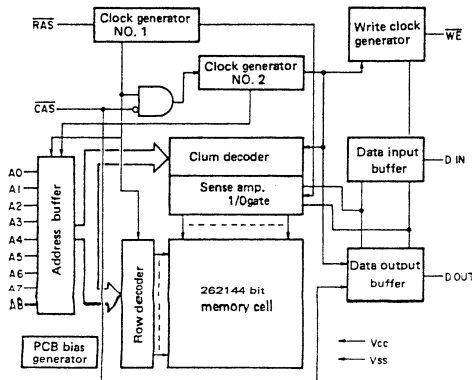 RAS
Clock generator
NO. 1
Write clock
generator
WE
Clock generator
NO. 2
CAS
Clum decoder
Data input
buffer
D IN
Sense amp.
1/0gate
A0
A1
A2
A3
A4
A5
A6
A7
A8
Address buffer
Row decoder
262144 bit
memory cell
Data output
buffer
D OUT
PCB bias
generator
Vcc
Vss